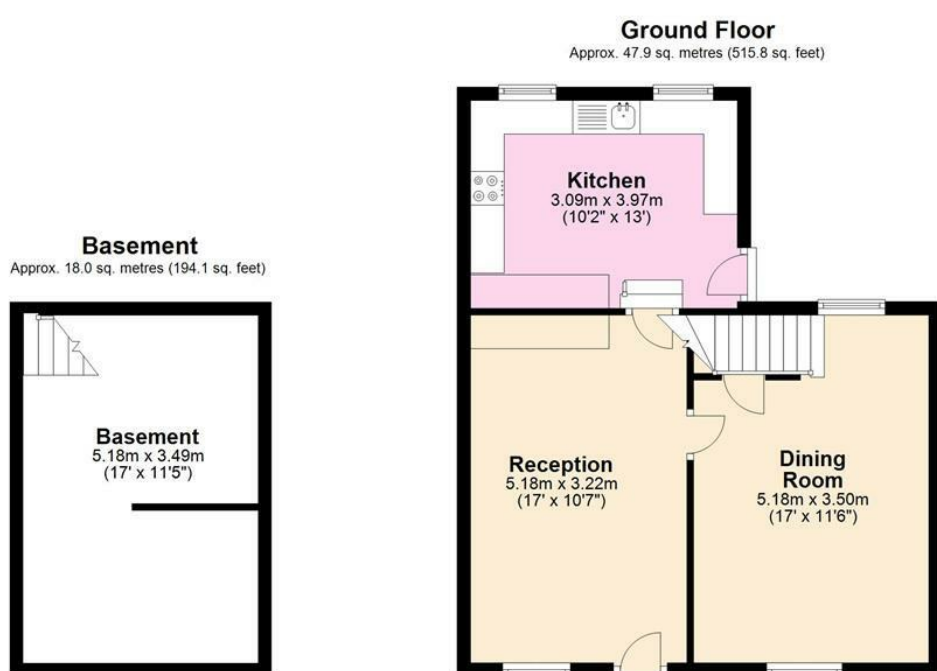 Ground Floor
Approx. 47.9 sq. metres (515.8 sq. feet)
Kitchen
3.09m x 3.97m
(10'2" x 13')
Basement
Approx. 18.0 sq. metres (194.1 sq. feet)
Basement
5.18m x 3.49m
(17' x 11'5")
Reception
5.18m x 3.22m
(17' x 10'7")
Dining
Room
5.18m x 3.50m
(17' x 11'6")